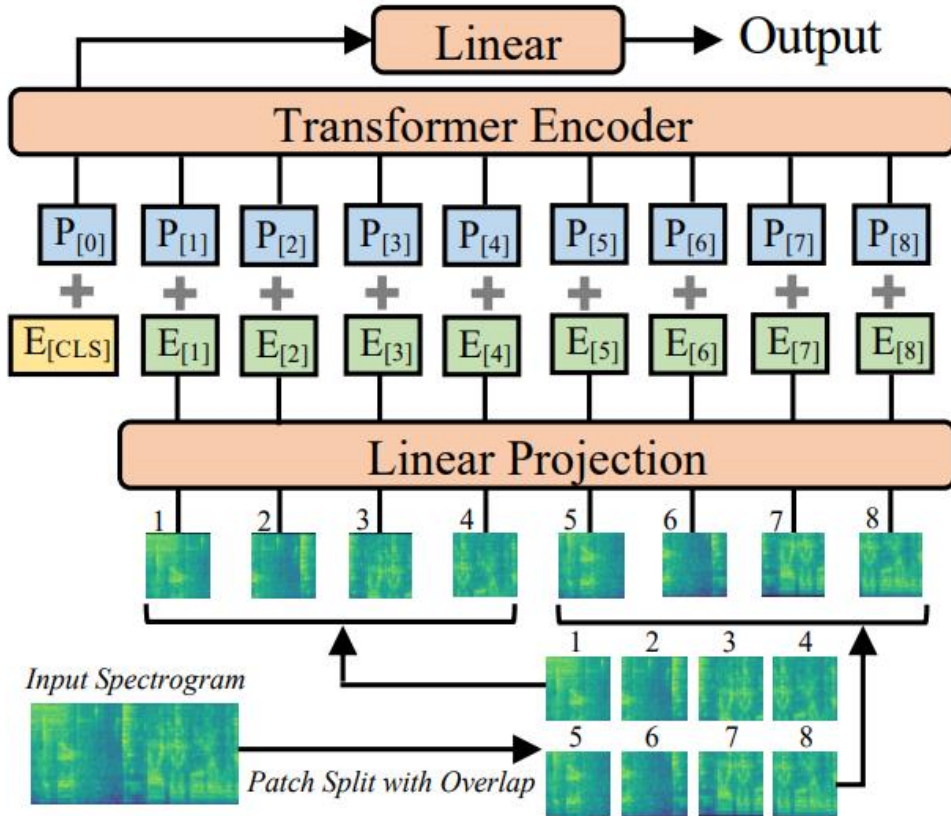 Linear Output
Transformer Encoder
P[0] P[1] P[2] P[3] P[4] P[5] P[6] P[7] P[8]
+ + + + + + + + +
E[CLS] E[1] E[2] E[3] E[4] E[5] E[6] E[7] E[8]
Linear Projection
1 2 3 4 5 6 7 8
1 2 3 4
Input Spectrogram
5 6 7 8
Patch Split with Overlap